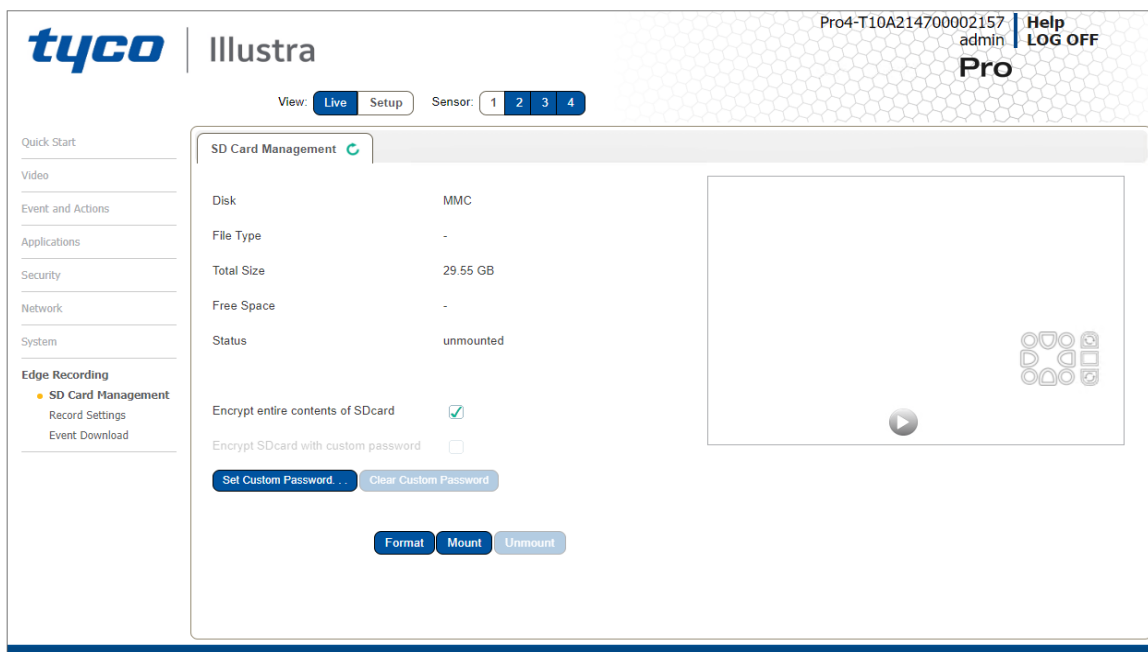 Pro4-T10A214700002157 Help
admin LOG OFF
tyco Illustra
Pro
View: Live Setup Sensor: 1 2 3 4
Quick Start
Video
Event and Actions
Applications
Security
Network
System
Edge Recording
SD Card Management
Record Settings
Event Download
SD Card Management
Disk MMC
File Type -
Total Size 29.55 GB
Free Space -
Status unmounted
Encrypt entire contents of SDcard
Encrypt SDcard with custom password
Set Custom Password. . . Clear Custom Password
Format Mount Unmount